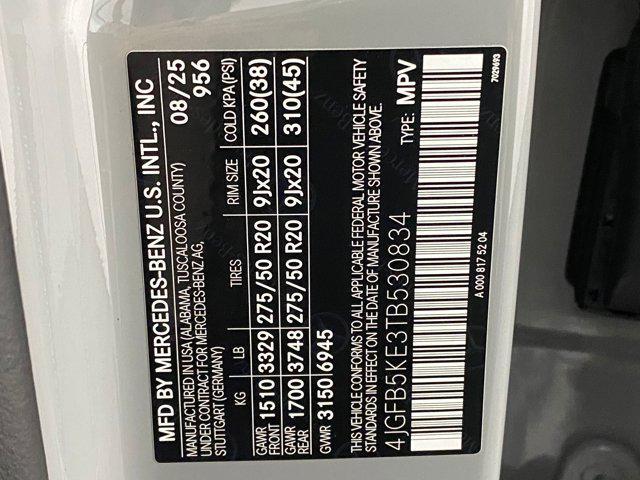 MFD BY MERCEDES-BENZ U.S. INTL., INC
MANUFACTURED IN USA (ALABAMA, TUSCALOOSA COUNTY)
UNDER CONTRACT FOR MERCEDES-BENZ AG,
STUTTGART (GERMANY)
08/25
956
KG LB TIRES RIM SIZE COLD KPA (PSI)
GAWR FRONT 1510 3329 275/50 R20 9Jx20 260(38)
GAWR REAR 1700 3748 275/50 R20 9Jx20 310(45)
GVWR 3150 6945
THIS VEHICLE CONFORMS TO ALL APPLICABLE FEDERAL MOTOR VEHICLE SAFETY
STANDARDS IN EFFECT ON THE DATE OF MANUFACTURE SHOWN ABOVE.
4JGFB5KE3TB530834 TYPE: MPV
A 000 817 52 04
7029693